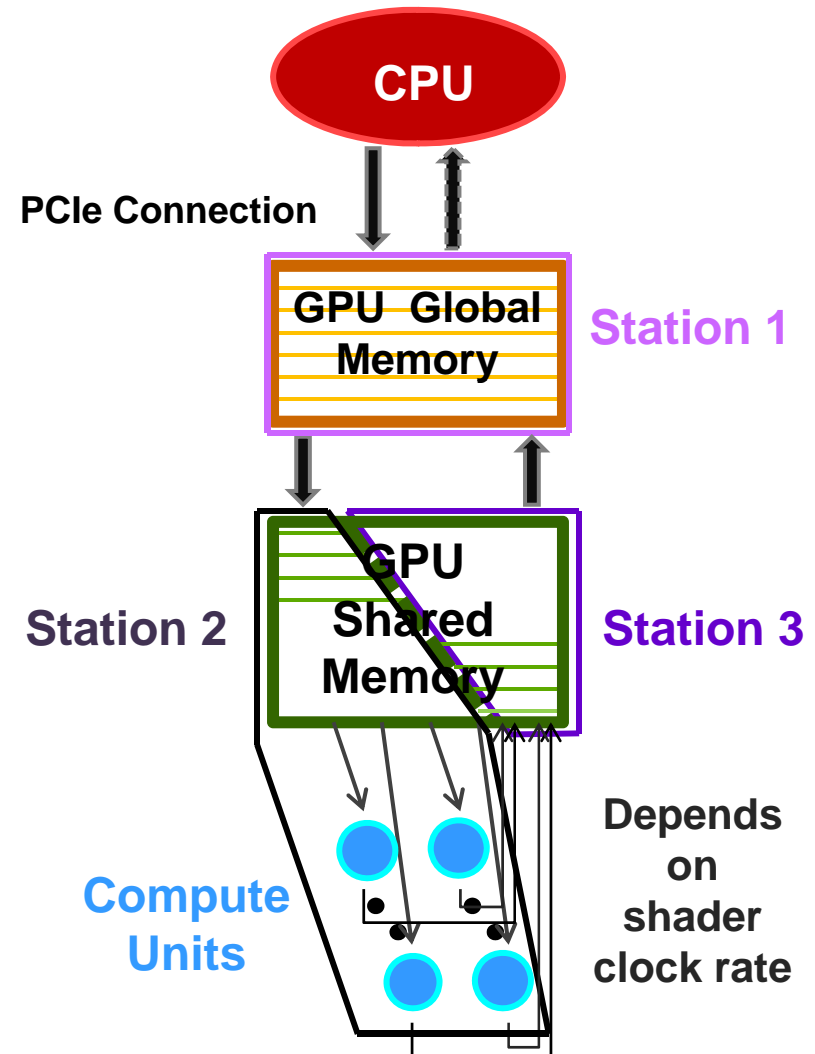 CPU
PCIe Connection
GPU Global
Memory
Station 1
GPU
Shared
Memory
Station 2
Station 3
Compute
Units
Depends
on
shader
clock rate